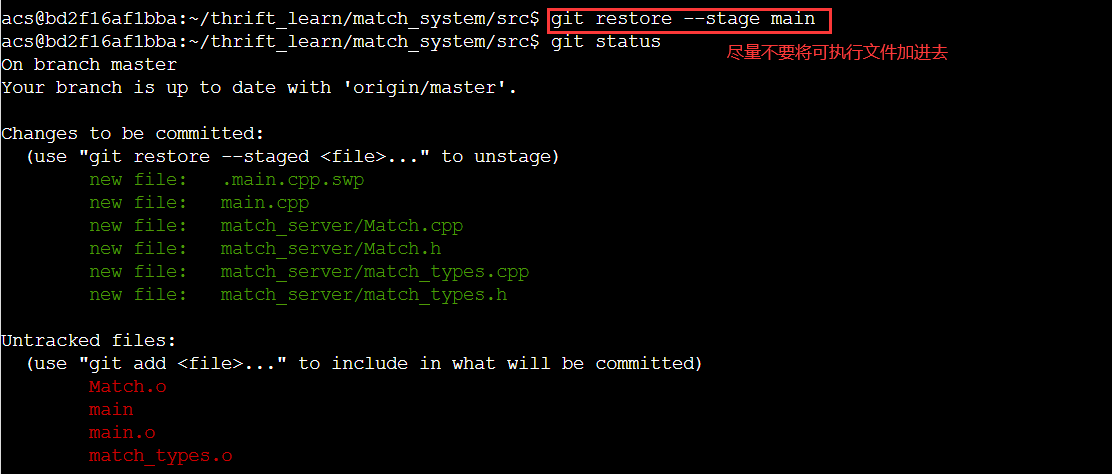 acs@bd2f16af1bba:~/thrift_learn/match_system/src$ git restore --stage main
acs@bd2f16af1bba:~/thrift_learn/match_system/src$ git status
尽量不要将可执行文件加进去
On branch master
Your branch is up to date with 'origin/master'.
Changes to be committed:
(use "git restore --staged <file>..." to unstage)
new file: .main.cpp.swp
new file: main.cpp
new file: match_server/Match.cpp
new file: match_server/Match.h
new file: match_server/match_types.cpp
new file: match_server/match_types.h
Untracked files:
(use "git add <file>..." to include in what will be committed)
Match.o
main
main.o
match_types.o